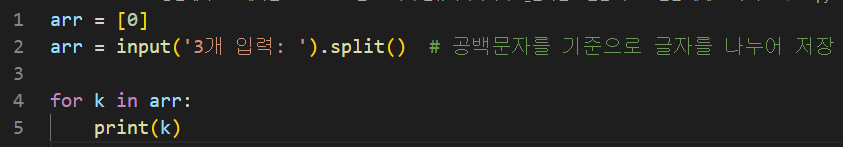 1 arr = [0]
2 arr = input('3개 입력: ').split()  # 공백문자를 기준으로 글자를 나누어 저장
3
4 for k in arr:
5     print(k)